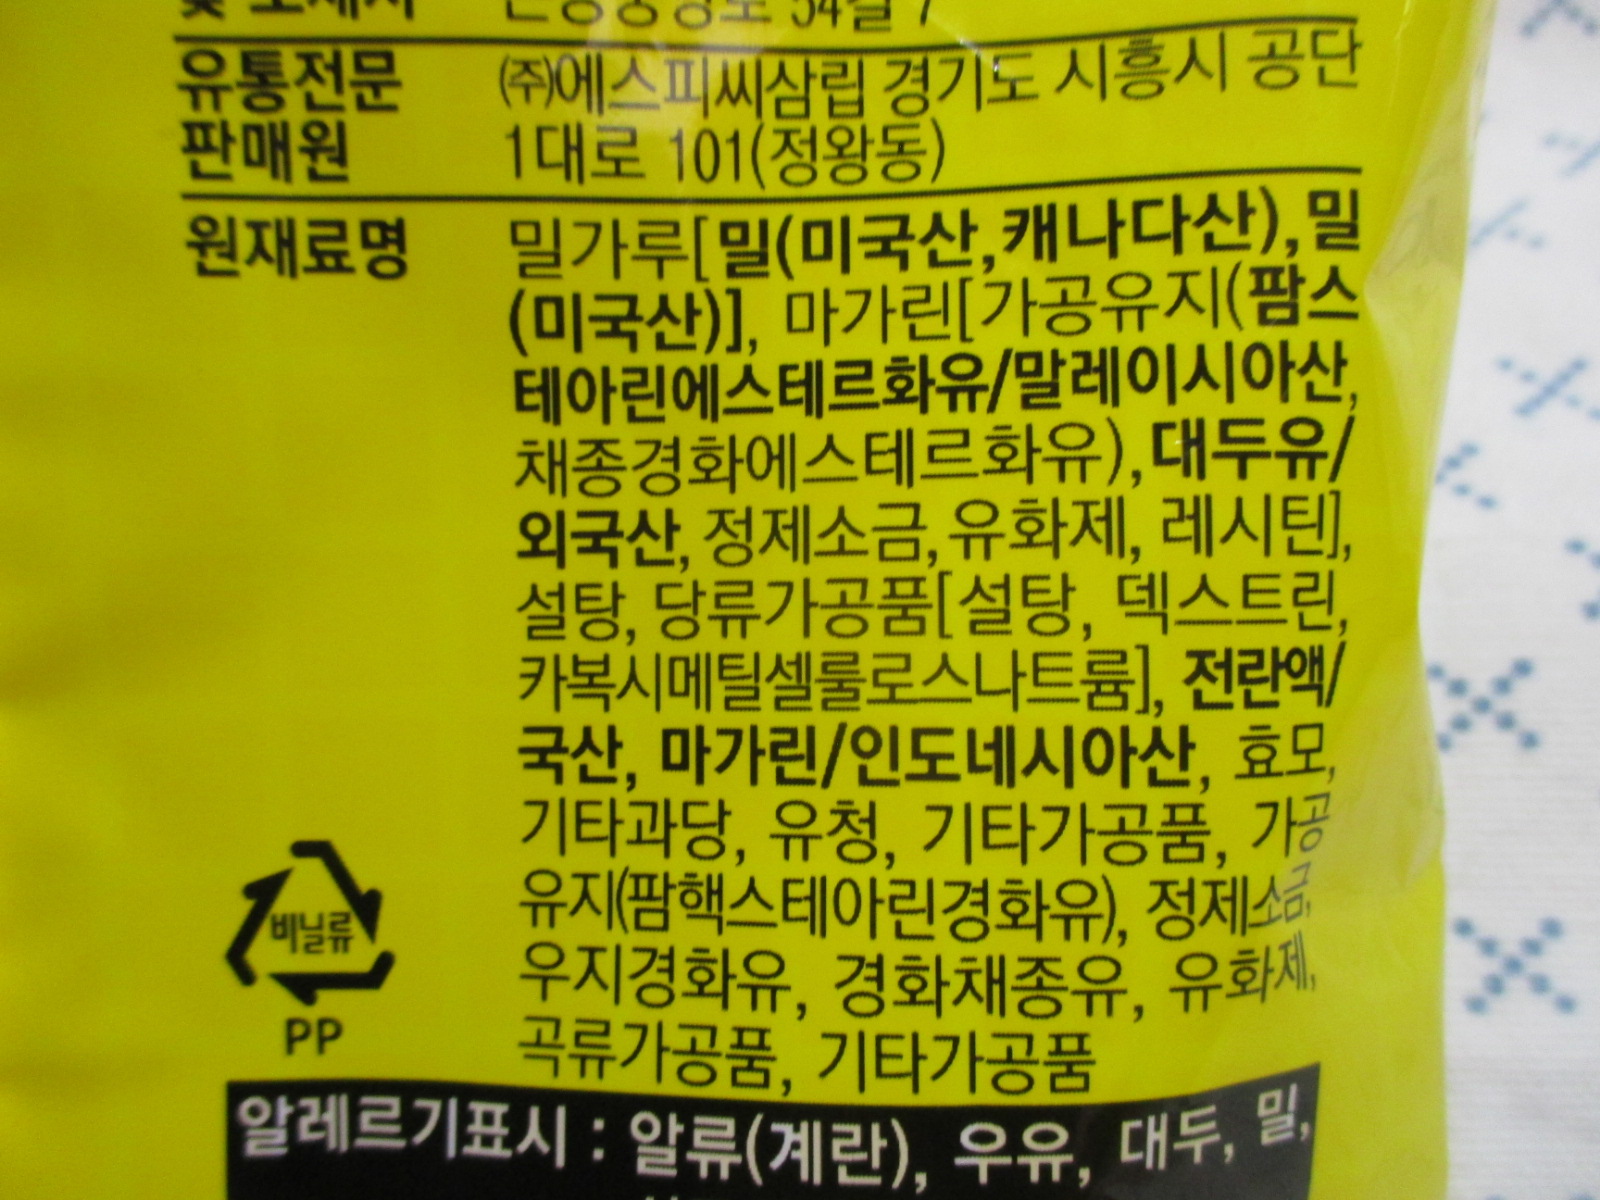 및 소재지
54길 7
유통전문
판매원
㈜에스피씨삼립 경기도 시흥시 공단
1대로 101(정왕동)
원재료명
밀가루[밀(미국산,캐나다산),밀
(미국산)], 마가린[가공유지(팜스
테아린에스테르화유/말레이시아산,
채종경화에스테르화유),대두유/
외국산, 정제소금,유화제, 레시틴],
설탕, 당류가공품[설탕, 덱스트린,
카복시메틸셀룰로스나트륨], 전란액/
국산, 마가린/인도네시아산, 효모,
기타과당, 유청, 기타가공품, 가공
유지(팜핵스테아린경화유), 정제소금,
우지경화유, 경화채종유, 유화제,
곡류가공품, 기타가공품
비닐류
PP
알레르기표시 : 알류(계란), 우유, 대두, 밀,